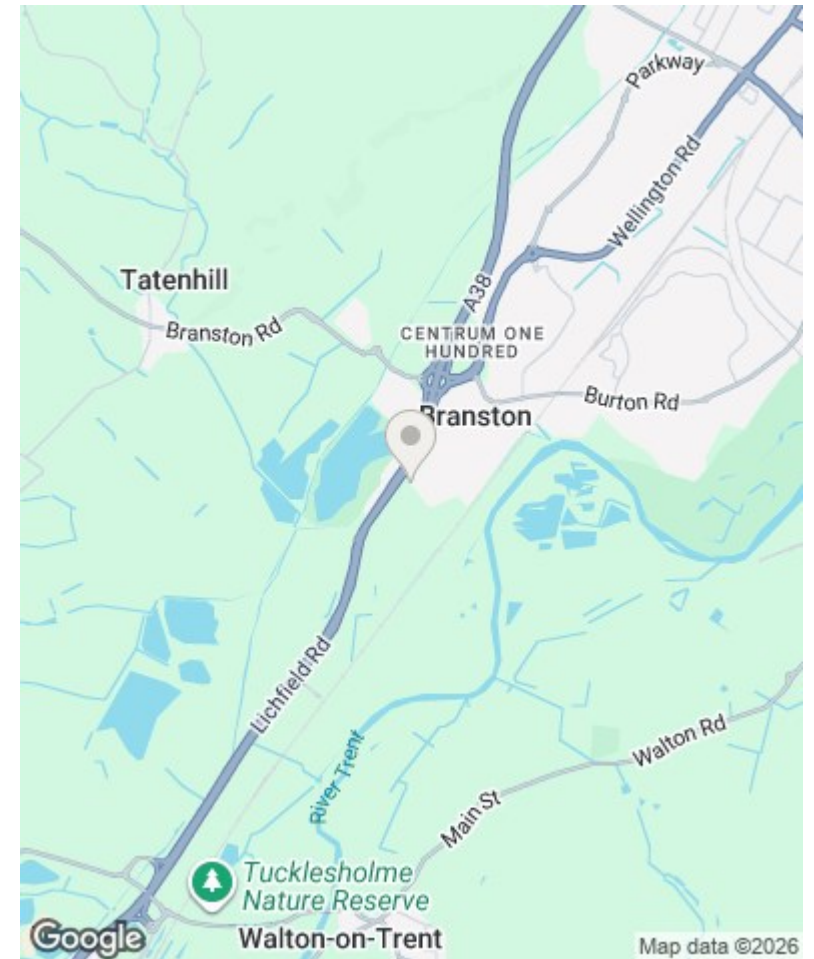 Parkway
Wellington Rd
Tatenhill
A38
Branston Rd
CENTRUM ONE
HUNDRED
Burton Rd
Branston
Lichfield Rd
River Trent
Walton Rd
Main St
Tucklesholme
Nature Reserve
Walton-on-Trent
Google
Map data ©2026